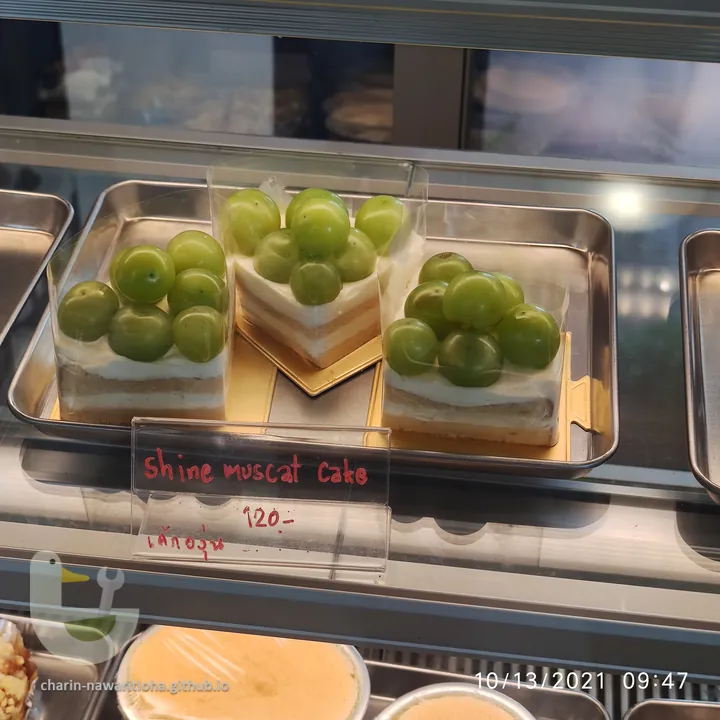 Shine muscat Cake
120-
เค้กองุ่น
charin-nawaritloha.github.io
10/13/2021 09:47